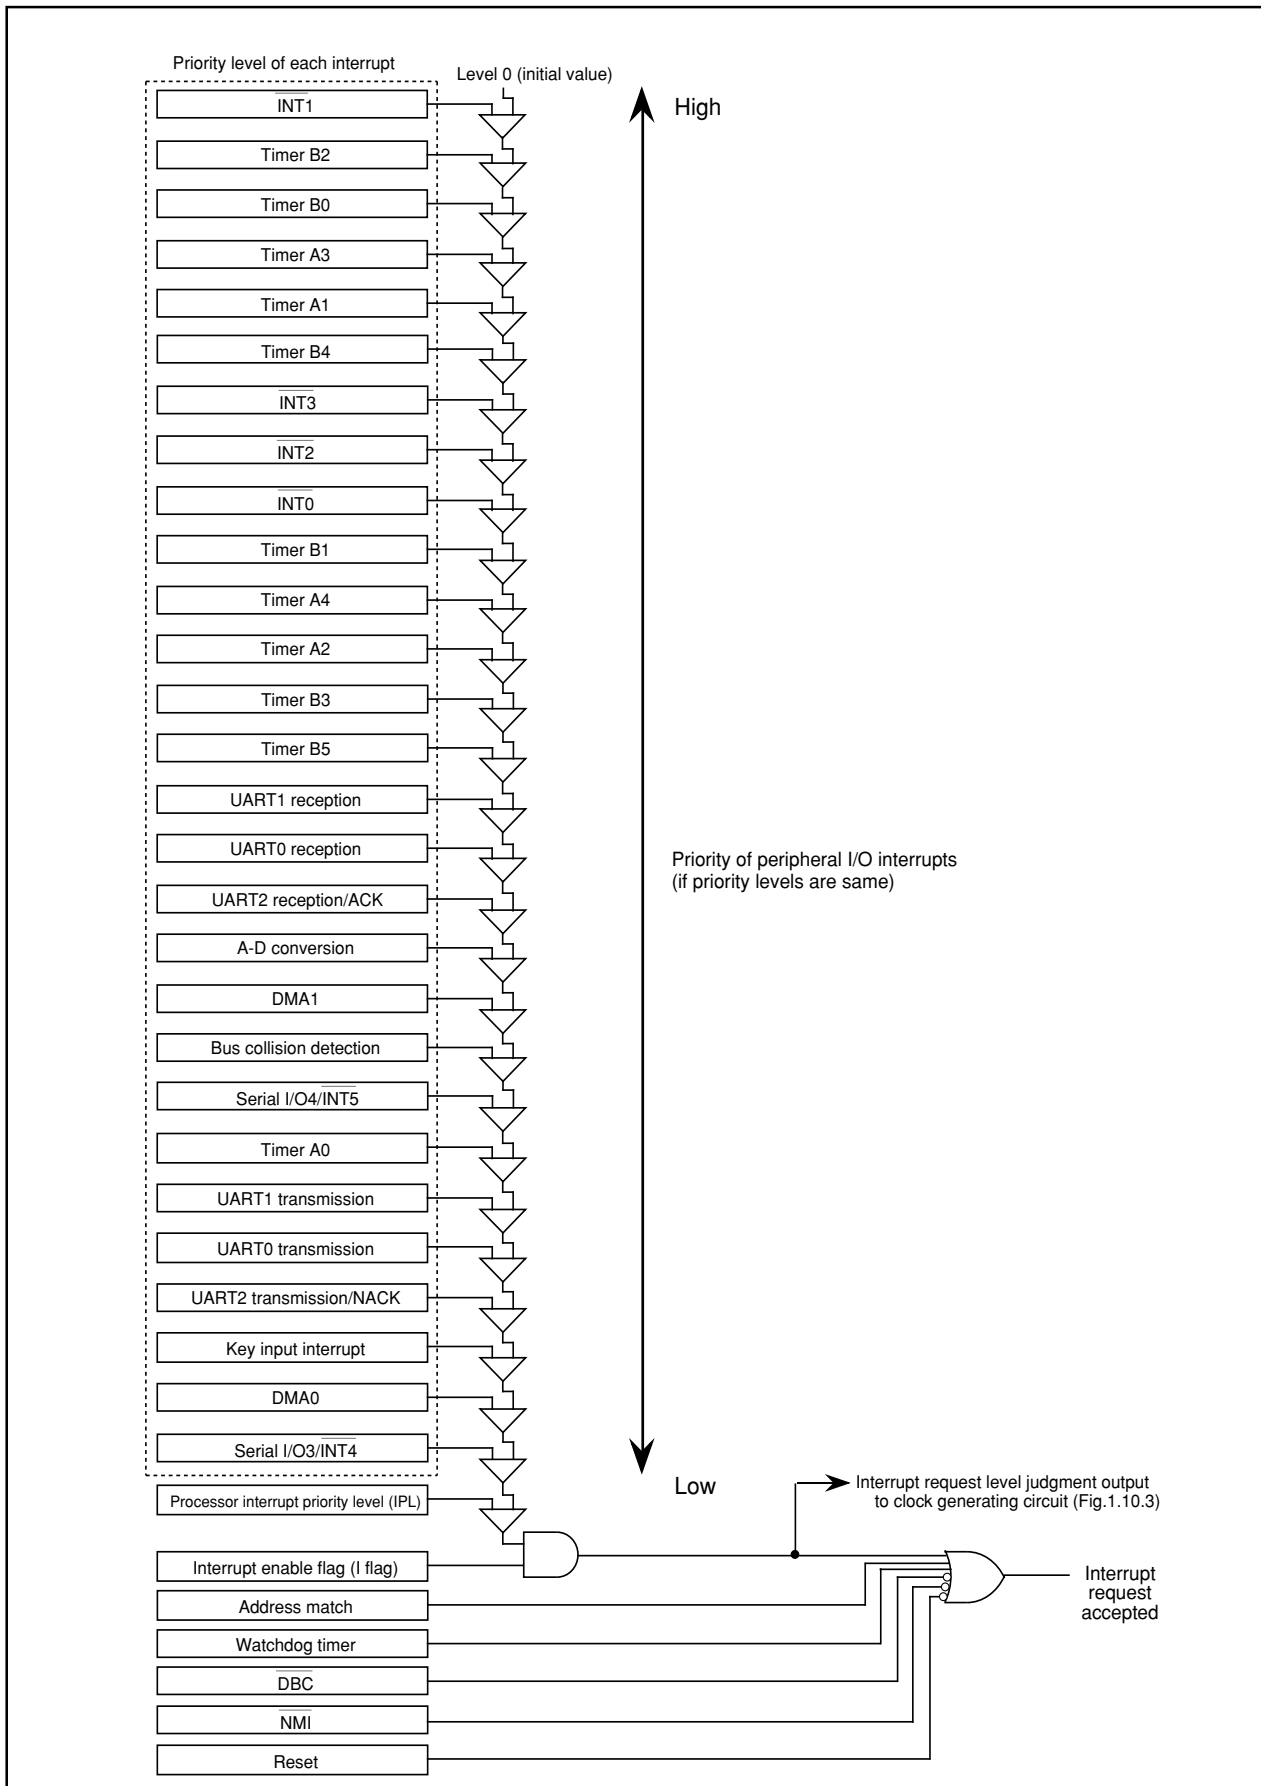 Priority level of each interrupt
Level 0 (initial value)
High
INT1
Timer B2
Timer B0
Timer A3
Timer A1
Timer B4
INT3
INT2
INT0
Timer B1
Timer A4
Timer A2
Timer B3
Timer B5
UART1 reception
UART0 reception
Priority of peripheral I/O interrupts
(if priority levels are same)
UART2 reception/ACK
A-D conversion
DMA1
Bus collision detection
Serial I/O4/INT5
Timer A0
UART1 transmission
UART0 transmission
UART2 transmission/NACK
Key input interrupt
DMA0
Serial I/O3/INT4
Low
Processor interrupt priority level (IPL)
Interrupt request level judgment output
to clock generating circuit (Fig.1.10.3)
Interrupt enable flag (I flag)
Interrupt
request
accepted
Address match
Watchdog timer
DBC
NMI
Reset